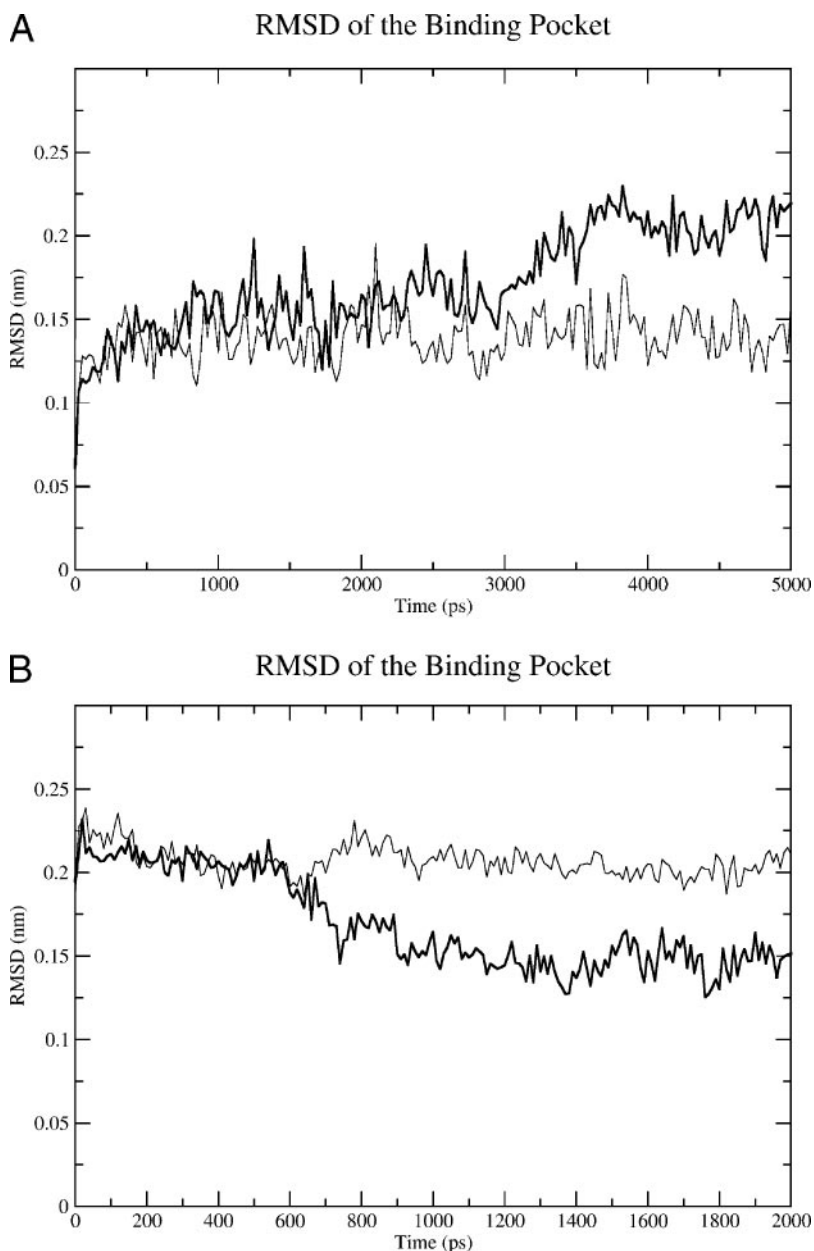 A
RMSD of the Binding Pocket
0.25
0.2
0.15
0.1
0.05
0
RMSD (nm)
0 1000 2000 3000 4000 5000
Time (ps)
B
RMSD of the Binding Pocket
0.25
0.2
0.15
0.1
0.05
0
RMSD (nm)
0 200 400 600 800 1000 1200 1400 1600 1800 2000
Time (ps)